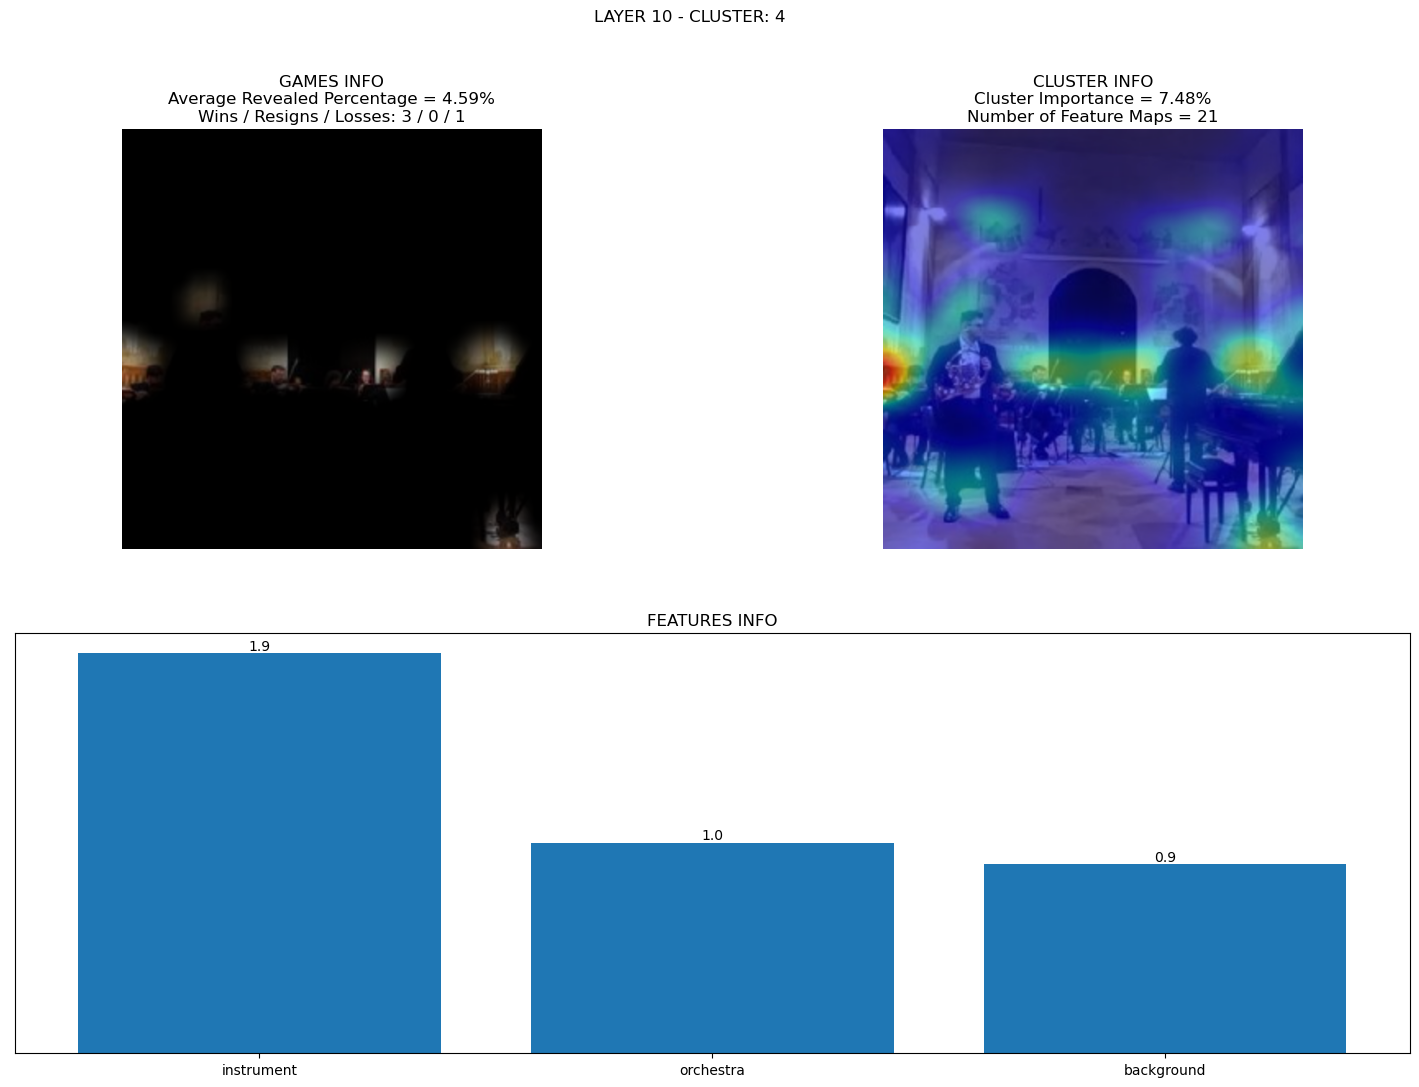 LAYER 10 - CLUSTER: 4
GAMES INFO
Average Revealed Percentage = 4.59%
Wins / Resigns / Losses: 3 / 0 / 1
CLUSTER INFO
Cluster Importance = 7.48%
Number of Feature Maps = 21
FEATURES INFO
1.9
1.0
0.9
instrument
orchestra
background